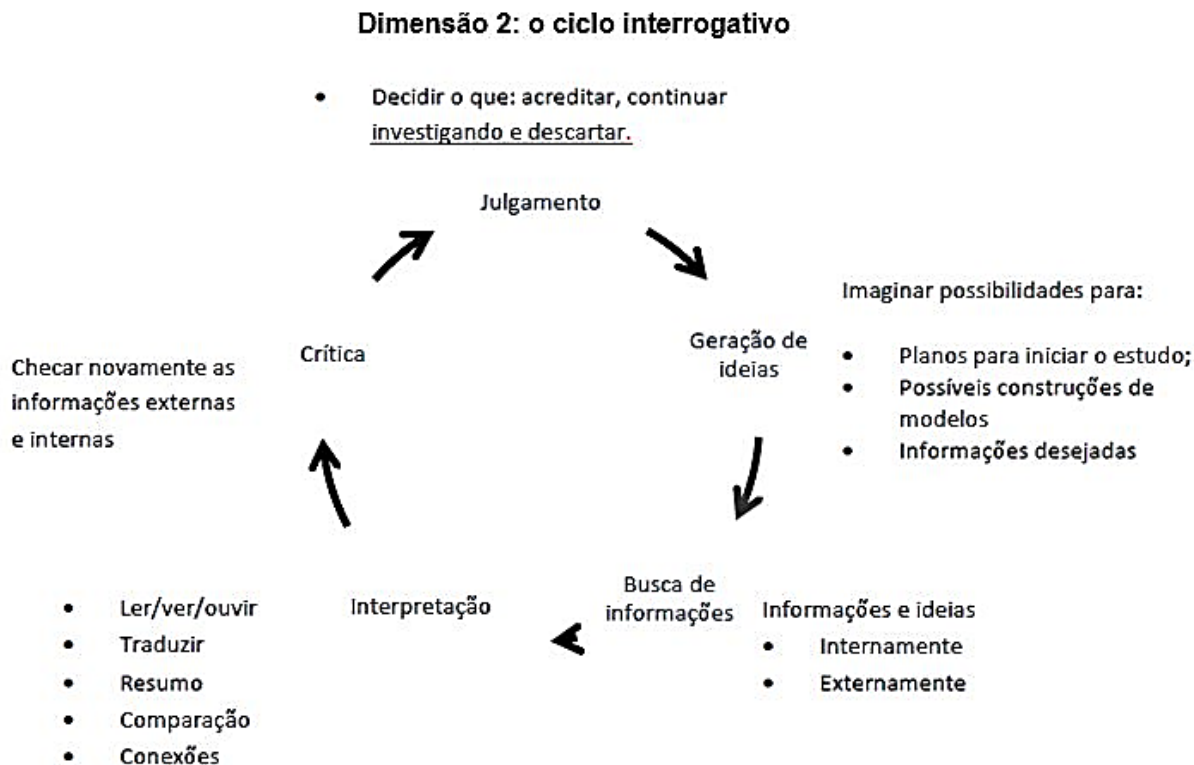 Dimensão 2: o ciclo interrogativo
• Decidir o que: acreditar, continuar
investigando e descartar.
Julgamento
Imaginar possibilidades para:
Geração de
ideias
• Planos para iniciar o estudo;
• Possíveis construções de
modelos
• Informações desejadas
Busca de
informações
Informações e ideias
• Internamente
• Externamente
Interpretação
• Ler/ver/ouvir
• Traduzir
• Resumo
• Comparação
• Conexões
Crítica
Checar novamente as
informações externas
e internas